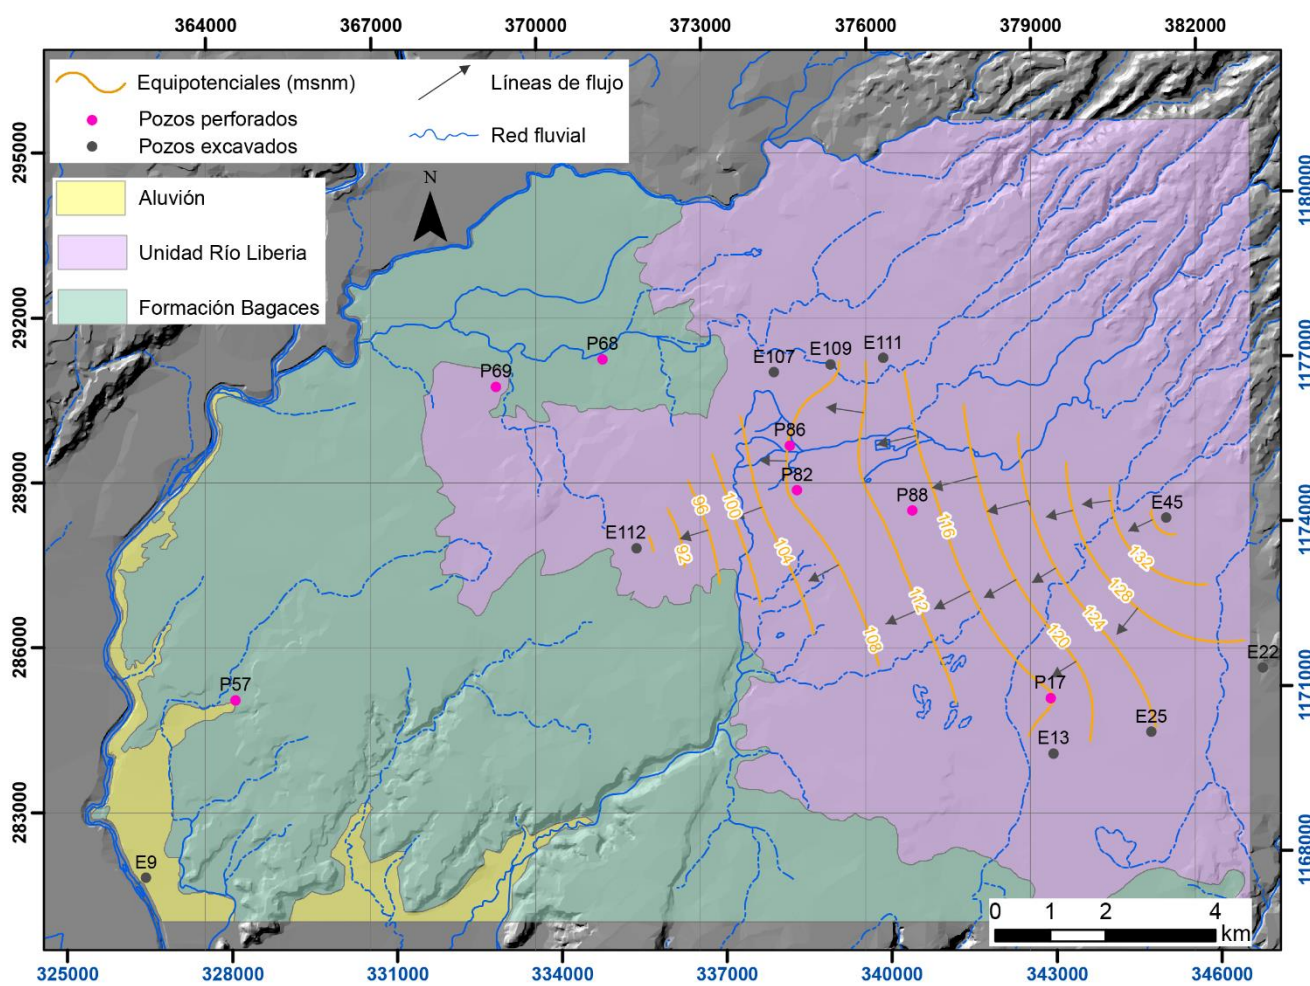 364000 367000 370000 373000 376000 379000 382000
Equipotenciales (msnm)
Líneas de flujo
Pozos perforados
Red fluvial
Pozos excavados
Aluvión
Unidad Río Liberia
Formación Bagaces
N
295000
292000
289000
286000
283000
1180000
1177000
1174000
1171000
1168000
P68
P69
E107
E109
E111
P86
P82
P88
E45
E112
P57
E9
P17
E13
E25
E22
92
96
100
104
108
112
116
120
124
128
132
0 1 2 4
km
325000 328000 331000 334000 337000 340000 343000 346000